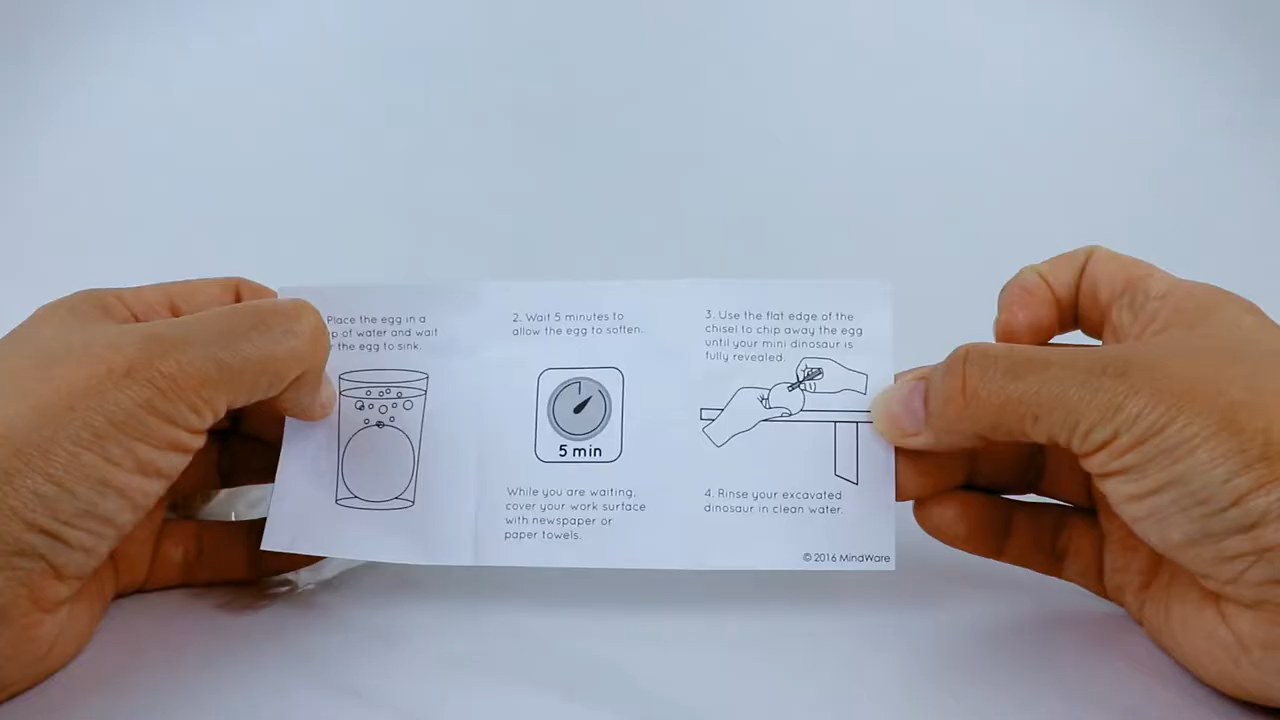 Place the egg in a
of water and wait
the egg to sink.
2. Wait 5 minutes to
allow the egg to soften.
5 min
While you are waiting,
cover your work surface
with newspaper or
paper towels.
3. Use the flat edge of the
chisel to chip away the egg
until your mini dinosaur is
fully revealed.
4. Rinse your excavated
dinosaur in clean water.
© 2016 MindWare